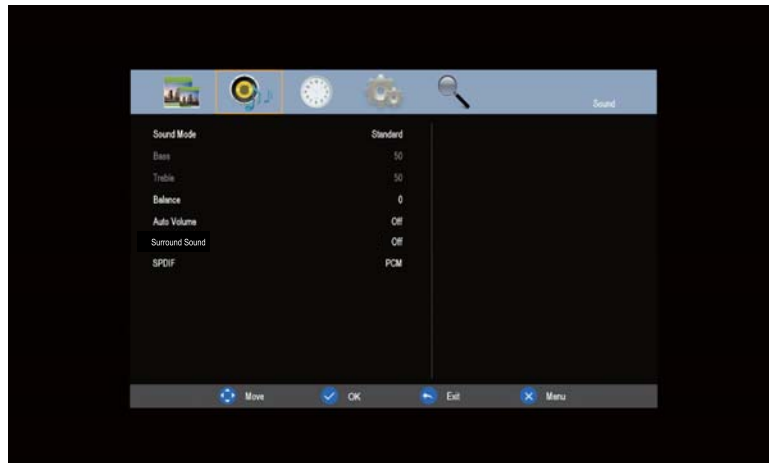 Sound
Sound Mode Standard
Bass 50
Treble 50
Balance 0
Auto Volume Off
Surround Sound Off
SPDIF PCM
Move OK Exit Menu